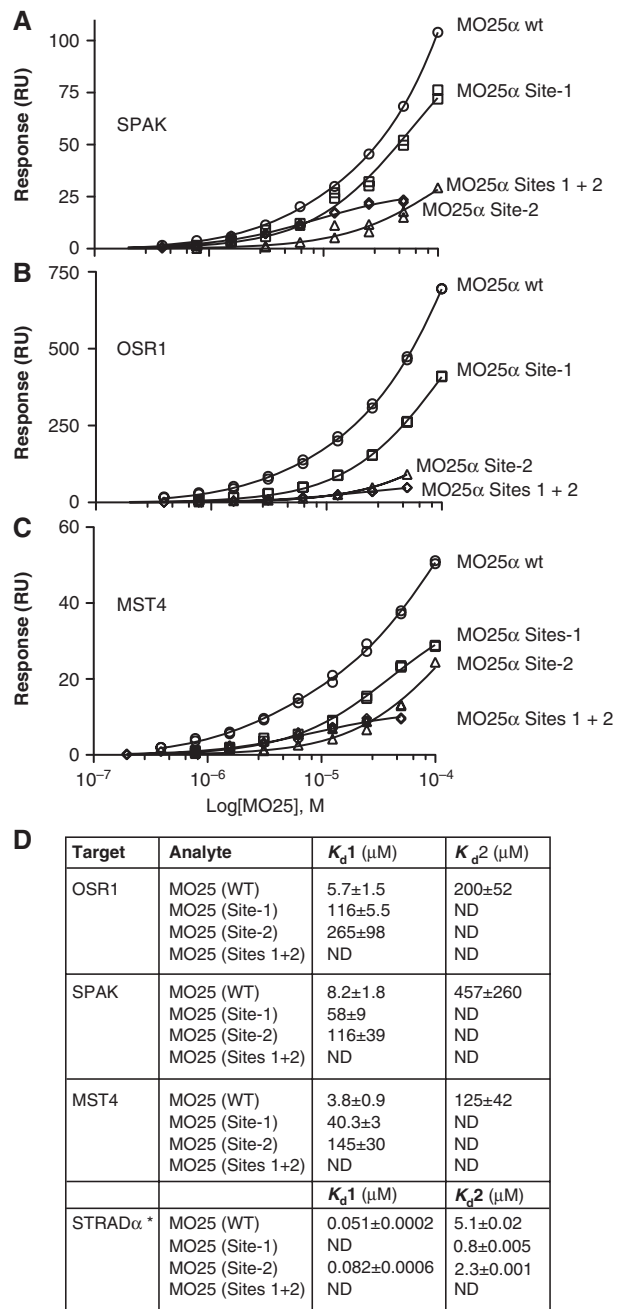 A
100
75
50
25
0
Response (RU)
SPAK
MO25α wt
MO25α Site-1
MO25α Sites 1 + 2
MO25α Site-2
B
750
500
250
0
Response (RU)
OSR1
MO25α wt
MO25α Site-1
MO25α Site-2
MO25α Sites 1 + 2
C
60
40
20
0
Response (RU)
MST4
MO25α wt
MO25α Sites-1
MO25α Site-2
MO25α Sites 1 + 2
10⁻⁷ 10⁻⁶ 10⁻⁵ 10⁻⁴
Log[MO25], M
D
Target Analyte Kd1 (μM) Kd2 (μM)
OSR1 MO25 (WT) 5.7±1.5 200±52
MO25 (Site-1) 116±5.5 ND
MO25 (Site-2) 265±98 ND
MO25 (Sites 1+2) ND ND
SPAK MO25 (WT) 8.2±1.8 457±260
MO25 (Site-1) 58±9 ND
MO25 (Site-2) 116±39 ND
MO25 (Sites 1+2) ND ND
MST4 MO25 (WT) 3.8±0.9 125±42
MO25 (Site-1) 40.3±3 ND
MO25 (Site-2) 145±30 ND
MO25 (Sites 1+2) ND ND
Kd1 (μM) Kd2 (μM)
STRADα * MO25 (WT) 0.051±0.0002 5.1±0.02
MO25 (Site-1) ND 0.8±0.005
MO25 (Site-2) 0.082±0.0006 2.3±0.001
MO25 (Sites 1+2) ND ND